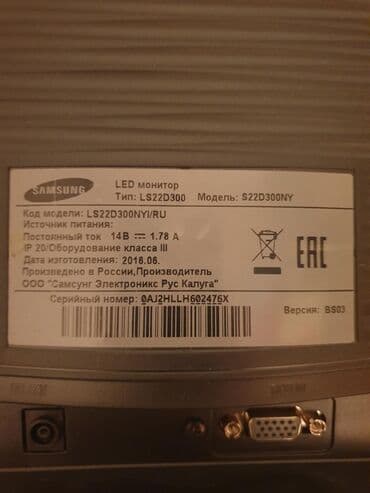 SAMSUNG
LED монитор
Тип: LS22D300 Модель: S22D300NY
Код модели: LS22D300NYI/RU
Источник питания:
Постоянный ток 14В ⎓ 1.78 A
IP 20/Оборудование класса III
Дата изготовления: 2016.06.
Произведено в России,Производитель
ООО "Самсунг Электроникс Рус Калуга"
EAC
Серийный номер: 0AJ2HLLH602476X
Версия: BS03